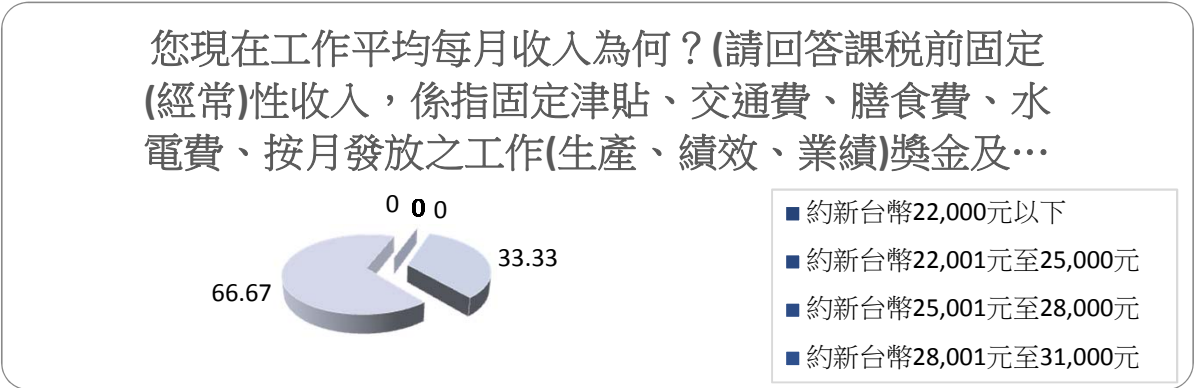 您現在工作平均每月收入為何？(請回答課稅前固定
(經常)性收入，係指固定津貼、交通費、膳食費、水
電費、按月發放之工作(生產、績效、業績)獎金及…
0 0 0
33.33
66.67
約新台幣22,000元以下
約新台幣22,001元至25,000元
約新台幣25,001元至28,000元
約新台幣28,001元至31,000元